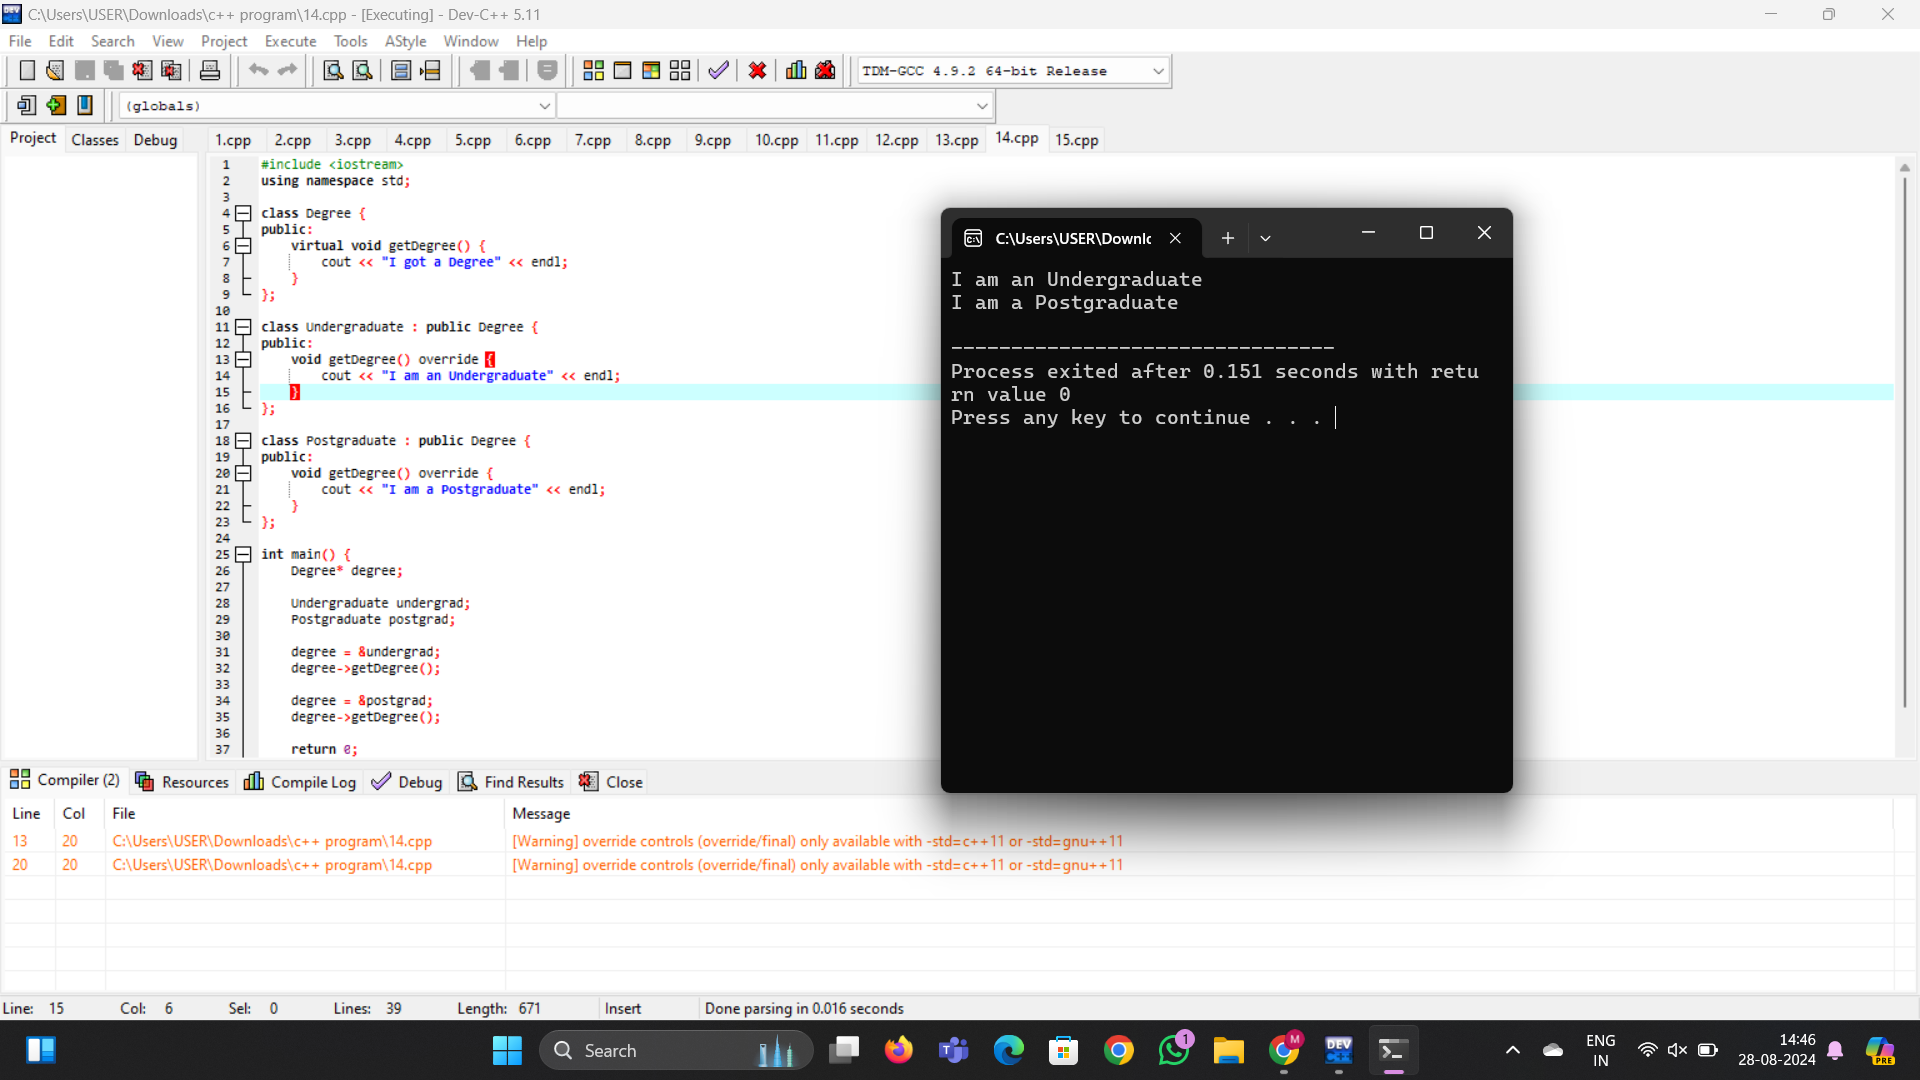 C:\Users\USER\Downloads\c++ program\14.cpp - [Executing] - Dev-C++ 5.11
File Edit Search View Project Execute Tools AStyle Window Help
TDM-GCC 4.9.2 64-bit Release
(globals)
Project Classes Debug
1.cpp 2.cpp 3.cpp 4.cpp 5.cpp 6.cpp 7.cpp 8.cpp 9.cpp 10.cpp 11.cpp 12.cpp 13.cpp 14.cpp 15.cpp
1 #include <iostream>
2 using namespace std;
3
4 class Degree {
5 public:
6 virtual void getDegree() {
7 cout << "I got a Degree" << endl;
8 }
9 };
10
11 class Undergraduate : public Degree {
12 public:
13 void getDegree() override {
14 cout << "I am an Undergraduate" << endl;
15 }
16 };
17
18 class Postgraduate : public Degree {
19 public:
20 void getDegree() override {
21 cout << "I am a Postgraduate" << endl;
22 }
23 };
24
25 int main() {
26 Degree* degree;
27
28 Undergraduate undergrad;
29 Postgraduate postgrad;
30
31 degree = &undergrad;
32 degree->getDegree();
33
34 degree = &postgrad;
35 degree->getDegree();
36
37 return 0;
C:\Users\USER\Downlc
I am an Undergraduate
I am a Postgraduate
--------------------------------
Process exited after 0.151 seconds with retu
rn value 0
Press any key to continue . . .
Compiler (2) Resources Compile Log Debug Find Results Close
Line Col File Message
13 20 C:\Users\USER\Downloads\c++ program\14.cpp [Warning] override controls (override/final) only available with -std=c++11 or -std=gnu++11
20 20 C:\Users\USER\Downloads\c++ program\14.cpp [Warning] override controls (override/final) only available with -std=c++11 or -std=gnu++11
Line: 15 Col: 6 Sel: 0 Lines: 39 Length: 671 Insert Done parsing in 0.016 seconds
Search
1
M
DEV
ENG
IN
14:46
28-08-2024
PRE